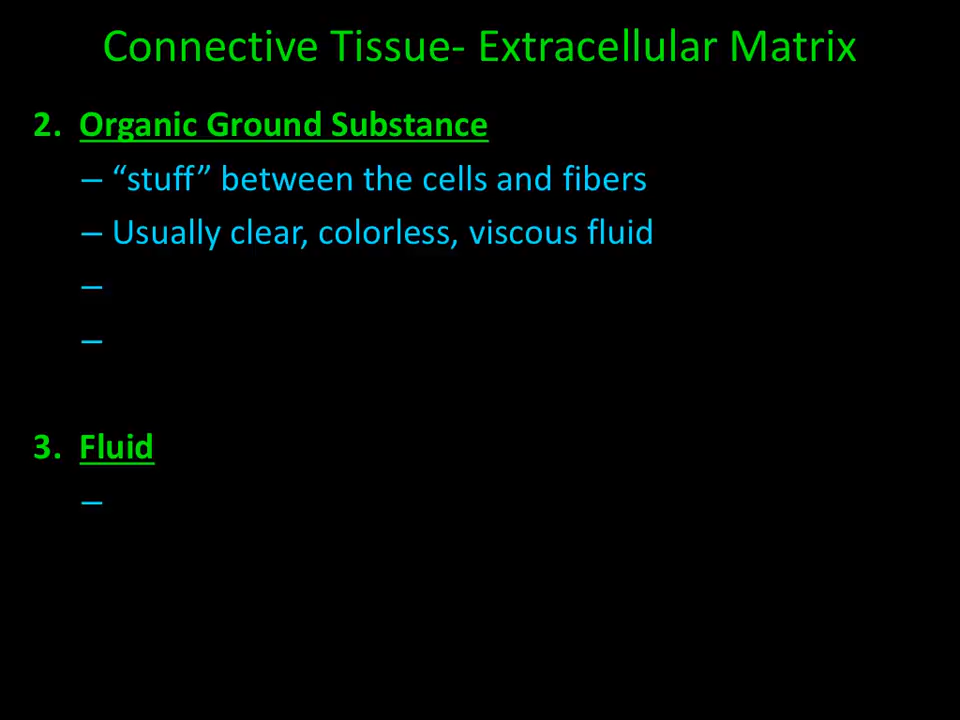 Connective Tissue- Extracellular Matrix
2. Organic Ground Substance
– “stuff” between the cells and fibers
– Usually clear, colorless, viscous fluid
–
–
3. Fluid
–